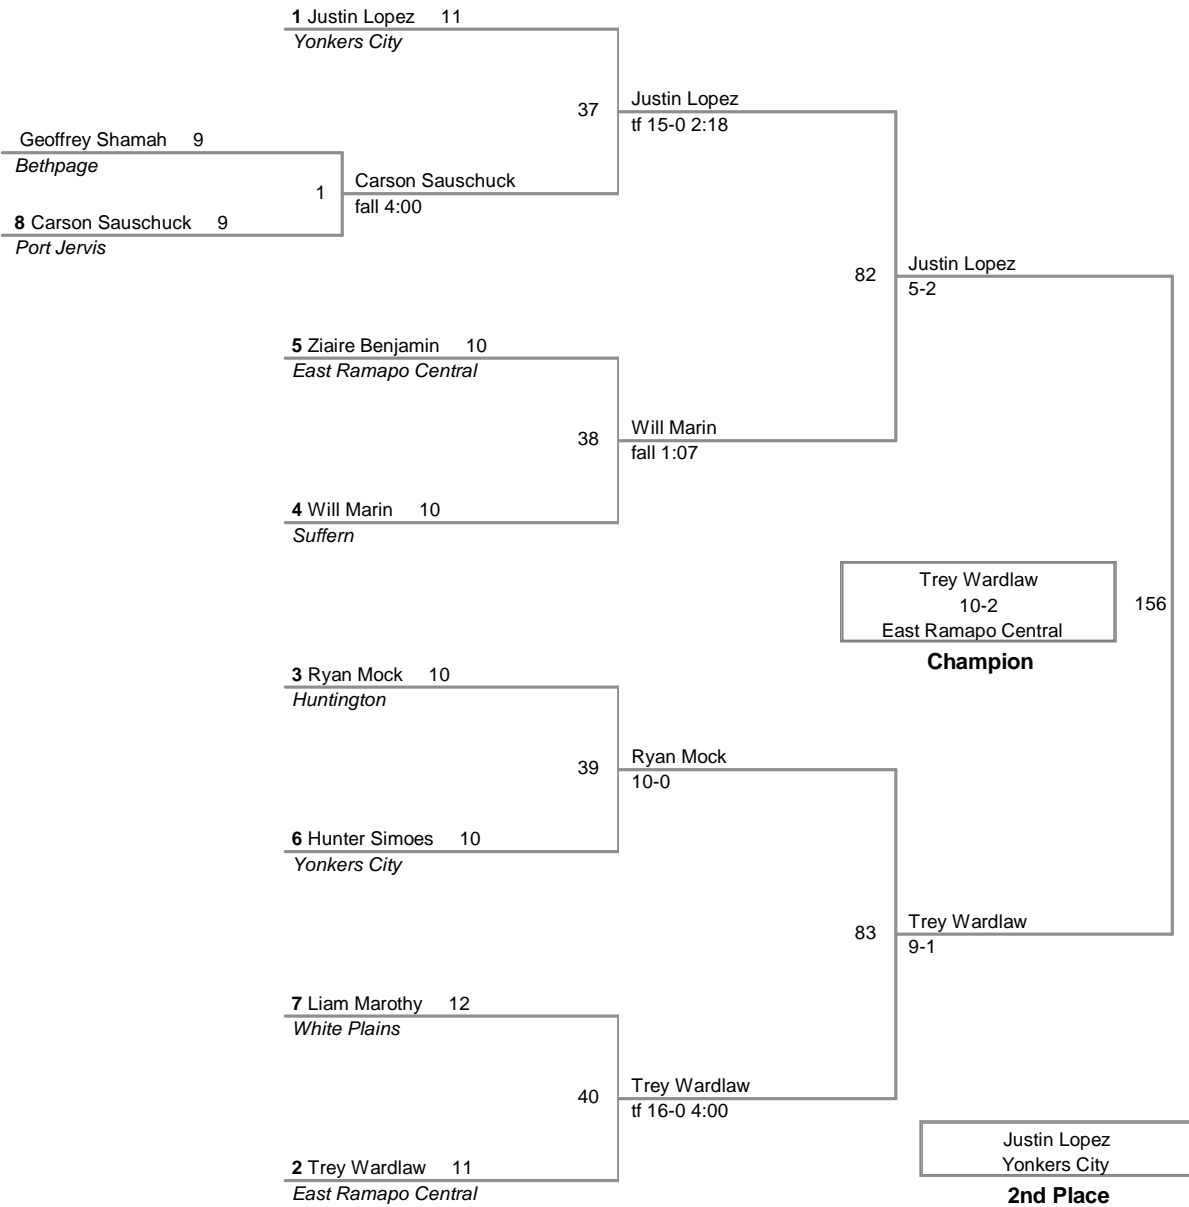 1 Justin Lopez 11
Yonkers City
37
Justin Lopez
tf 15-0 2:18
Geoffrey Shamah 9
Bethpage
1
Carson Sauschuck
fall 4:00
8 Carson Sauschuck 9
Port Jervis
82
Justin Lopez
5-2
5 Ziaire Benjamin 10
East Ramapo Central
38
Will Marin
fall 1:07
4 Will Marin 10
Suffern
Trey Wardlaw
10-2
East Ramapo Central
Champion
156
3 Ryan Mock 10
Huntington
39
Ryan Mock
10-0
6 Hunter Simoes 10
Yonkers City
83
Trey Wardlaw
9-1
7 Liam Marothy 12
White Plains
40
Trey Wardlaw
tf 16-0 4:00
2 Trey Wardlaw 11
East Ramapo Central
Justin Lopez
Yonkers City
2nd Place